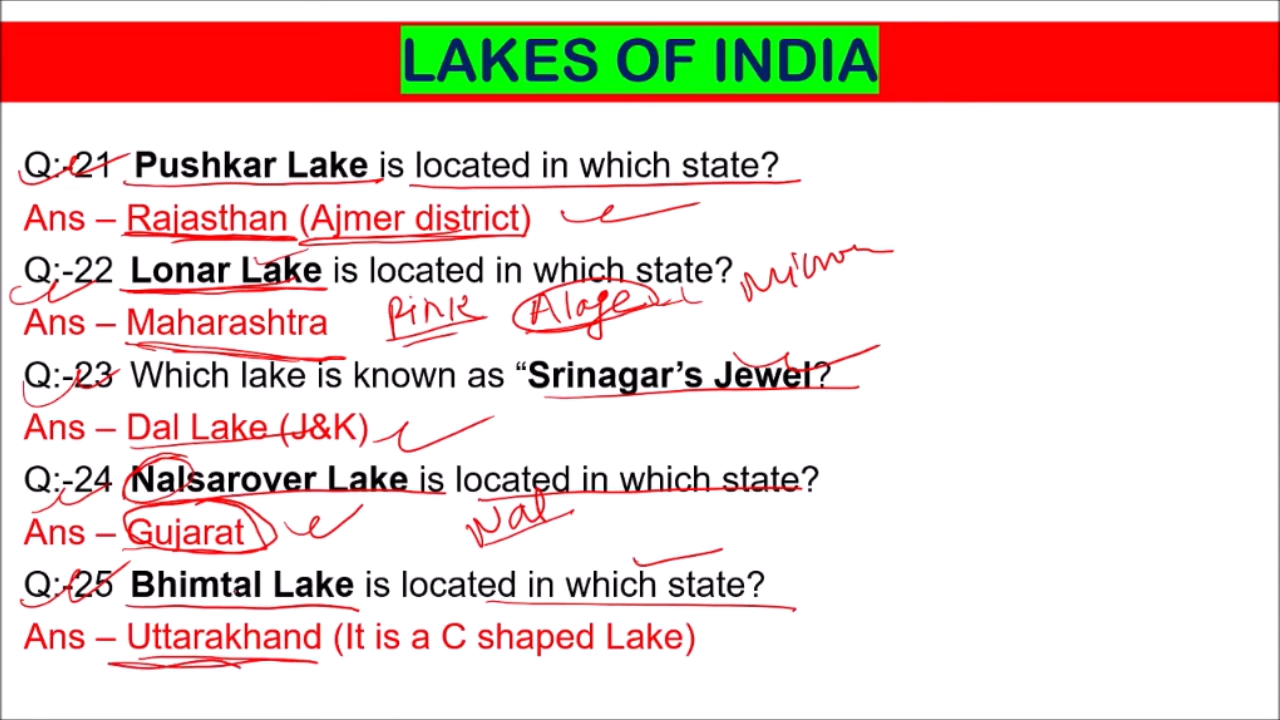 LAKES OF INDIA
Q:-21 Pushkar Lake is located in which state?
Ans – Rajasthan (Ajmer district)
Q:-22 Lonar Lake is located in which state?
Ans – Maharashtra
Pink
Q:-23 Which lake is known as “Srinagar’s Jewel?
Ans – Dal Lake (J&K)
Q:-24 Nalsarover Lake is located in which state?
Ans – Gujarat
Nal
Q:-25 Bhimtal Lake is located in which state?
Ans – Uttarakhand (It is a C shaped Lake)